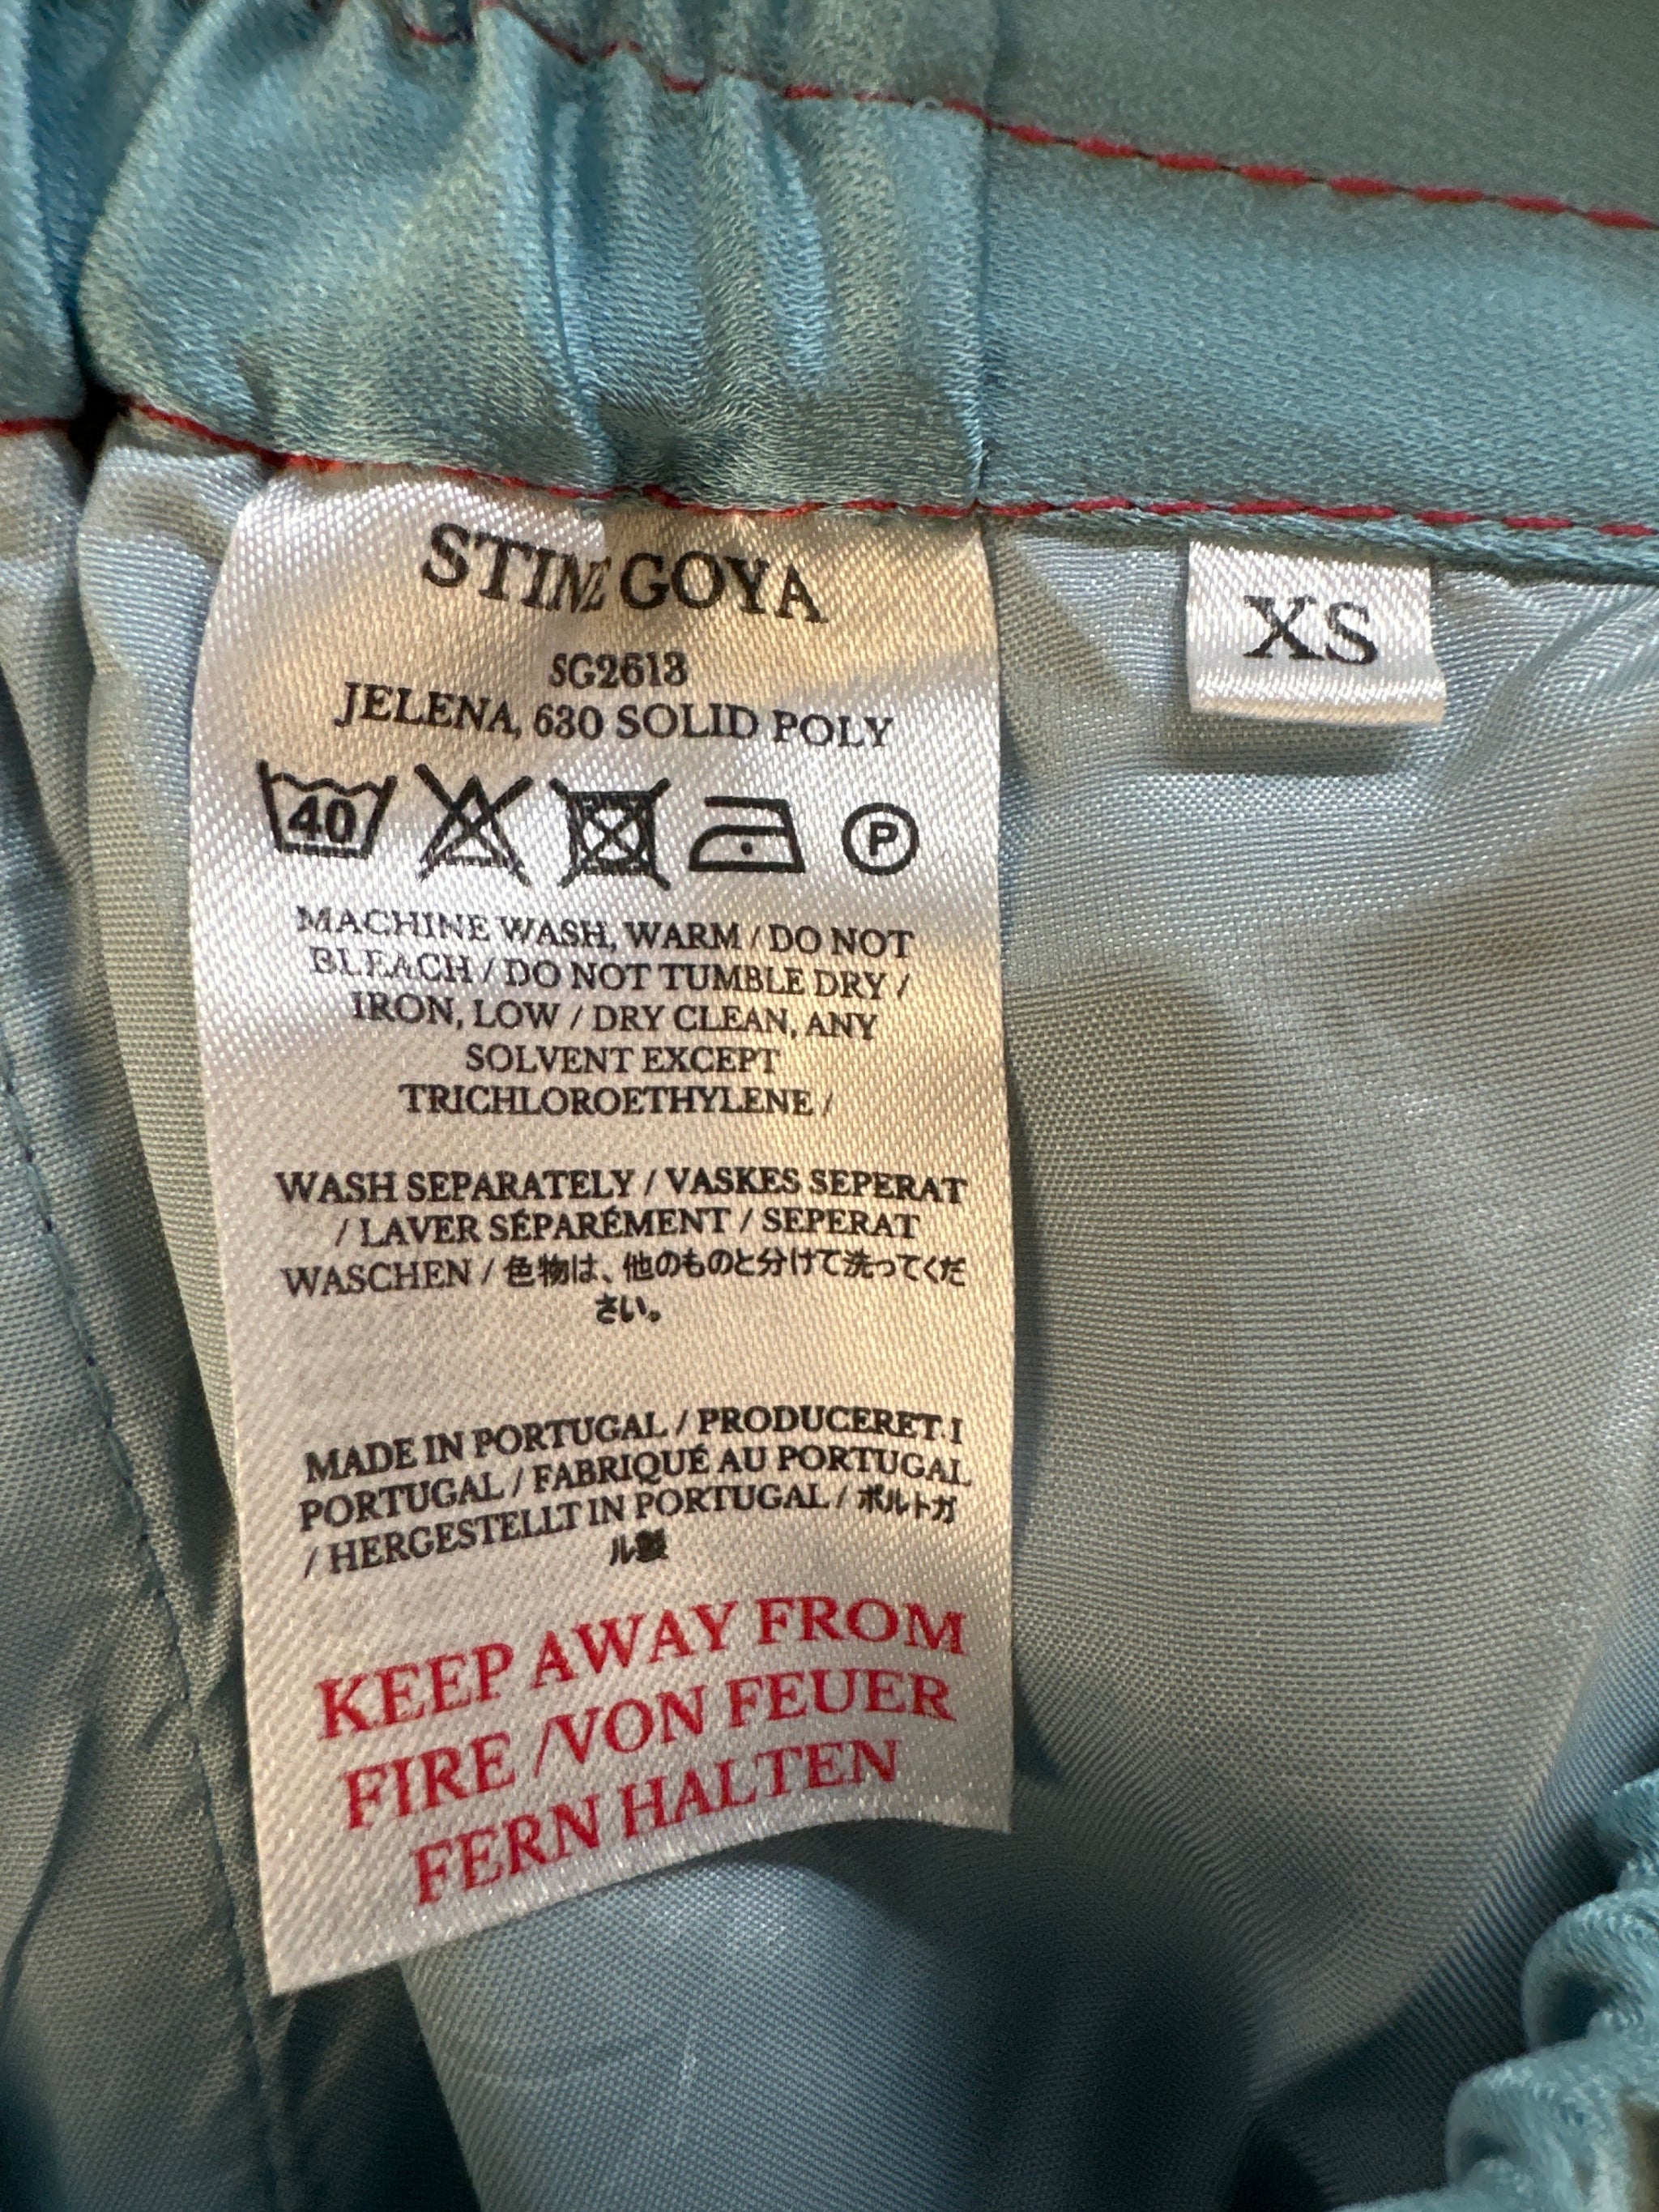 STINE GOYA
SG2613
JELENA, 630 SOLID POLY
40
P
MACHINE WASH, WARM / DO NOT
BLEACH / DO NOT TUMBLE DRY /
IRON, LOW / DRY CLEAN, ANY
SOLVENT EXCEPT
TRICHLOROETHYLENE /
WASH SEPARATELY / VASKES SEPERAT
/ LAVER SÉPARÉMENT / SEPERAT
WASCHEN / 色物は、他のものと分けて洗ってくだ
さい。
MADE IN PORTUGAL / PRODUCERET I
PORTUGAL / FABRIQUÉ AU PORTUGAL
/ HERGESTELLT IN PORTUGAL / ポルトガ
ル製
KEEP AWAY FROM
FIRE /VON FEUER
FERN HALTEN
XS